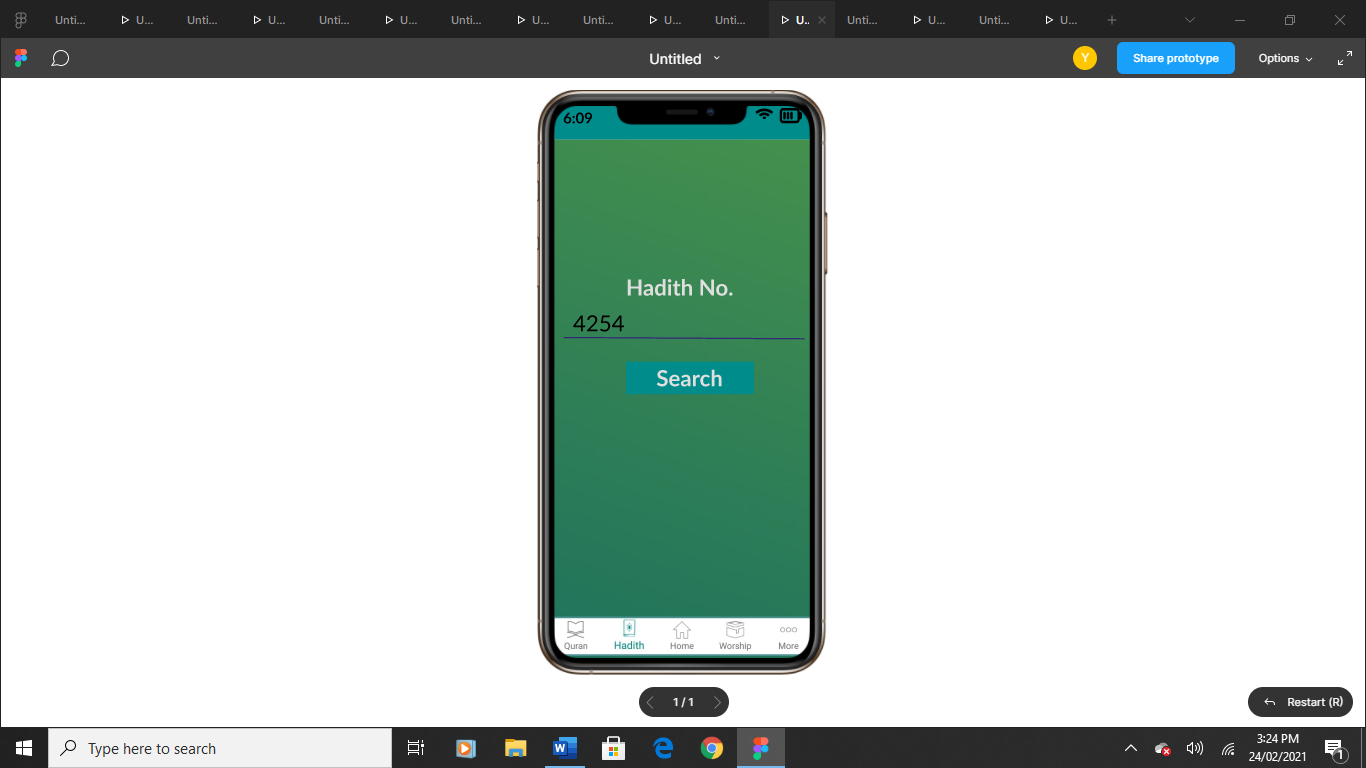 Unti... U... Unti... U... Unti... U... Unti... U... Unti... U... Unti... U.. Unti... U... Unti... U...
Untitled Y Share prototype Options
6:09
Hadith No.
4254
Search
Quran Hadith Home Worship More
1 / 1
Restart (R)
Type here to search
3:24 PM
24/02/2021
1